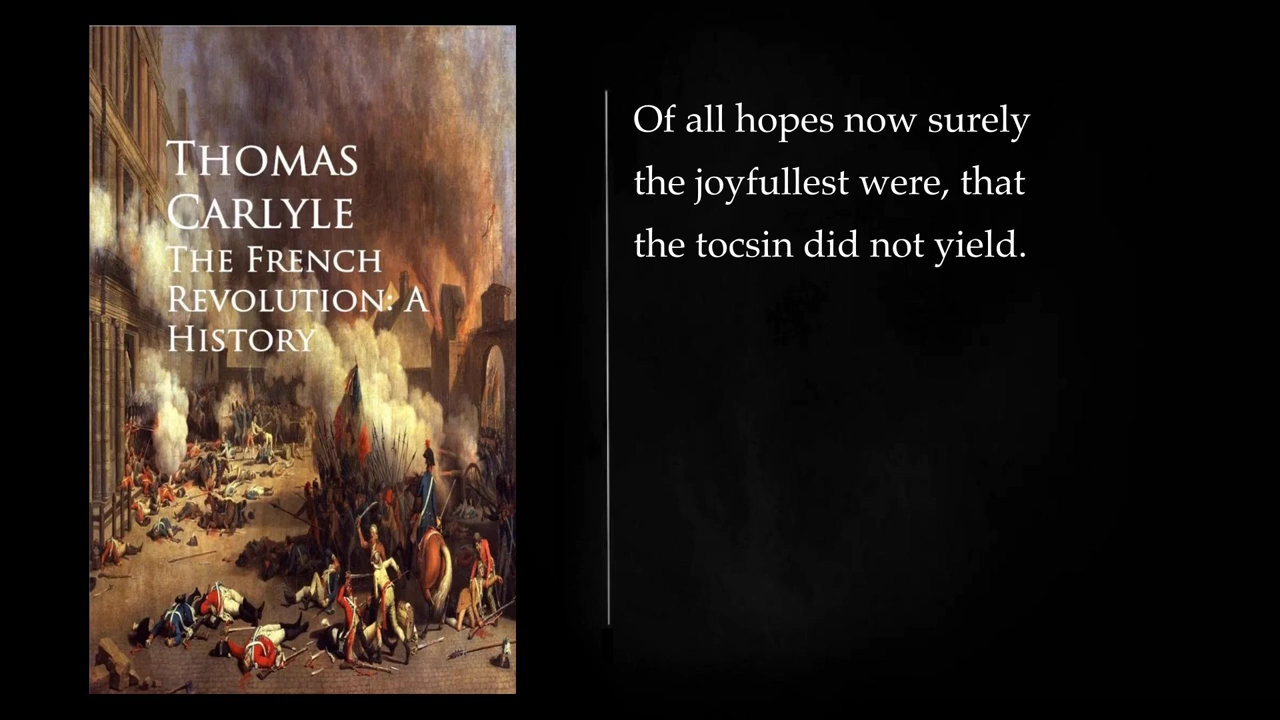 THOMAS
CARLYLE
THE FRENCH
REVOLUTION: A
HISTORY
Of all hopes now surely
the joyfullest were, that
the tocsin did not yield.